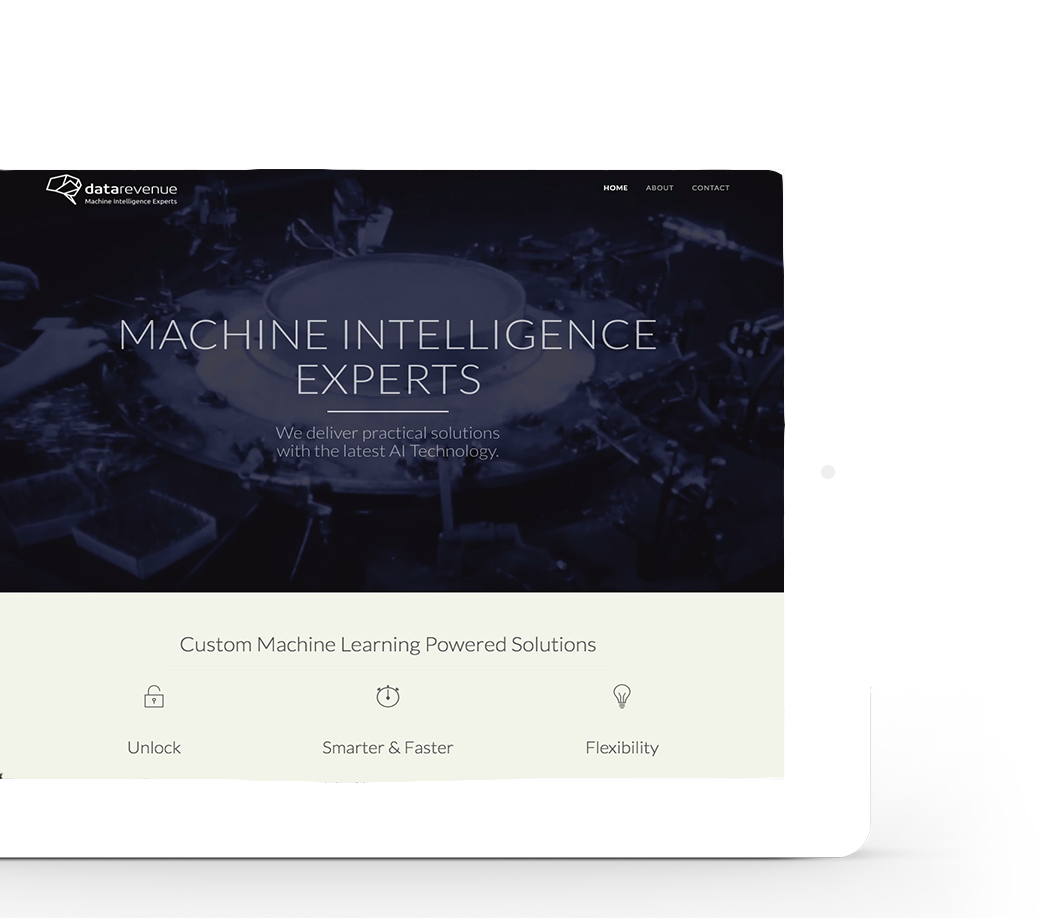 datarevenue
Machine Intelligence Experts
HOME ABOUT CONTACT
MACHINE INTELLIGENCE
EXPERTS
We deliver practical solutions
with the latest AI Technology.
Custom Machine Learning Powered Solutions
Unlock Smarter & Faster Flexibility